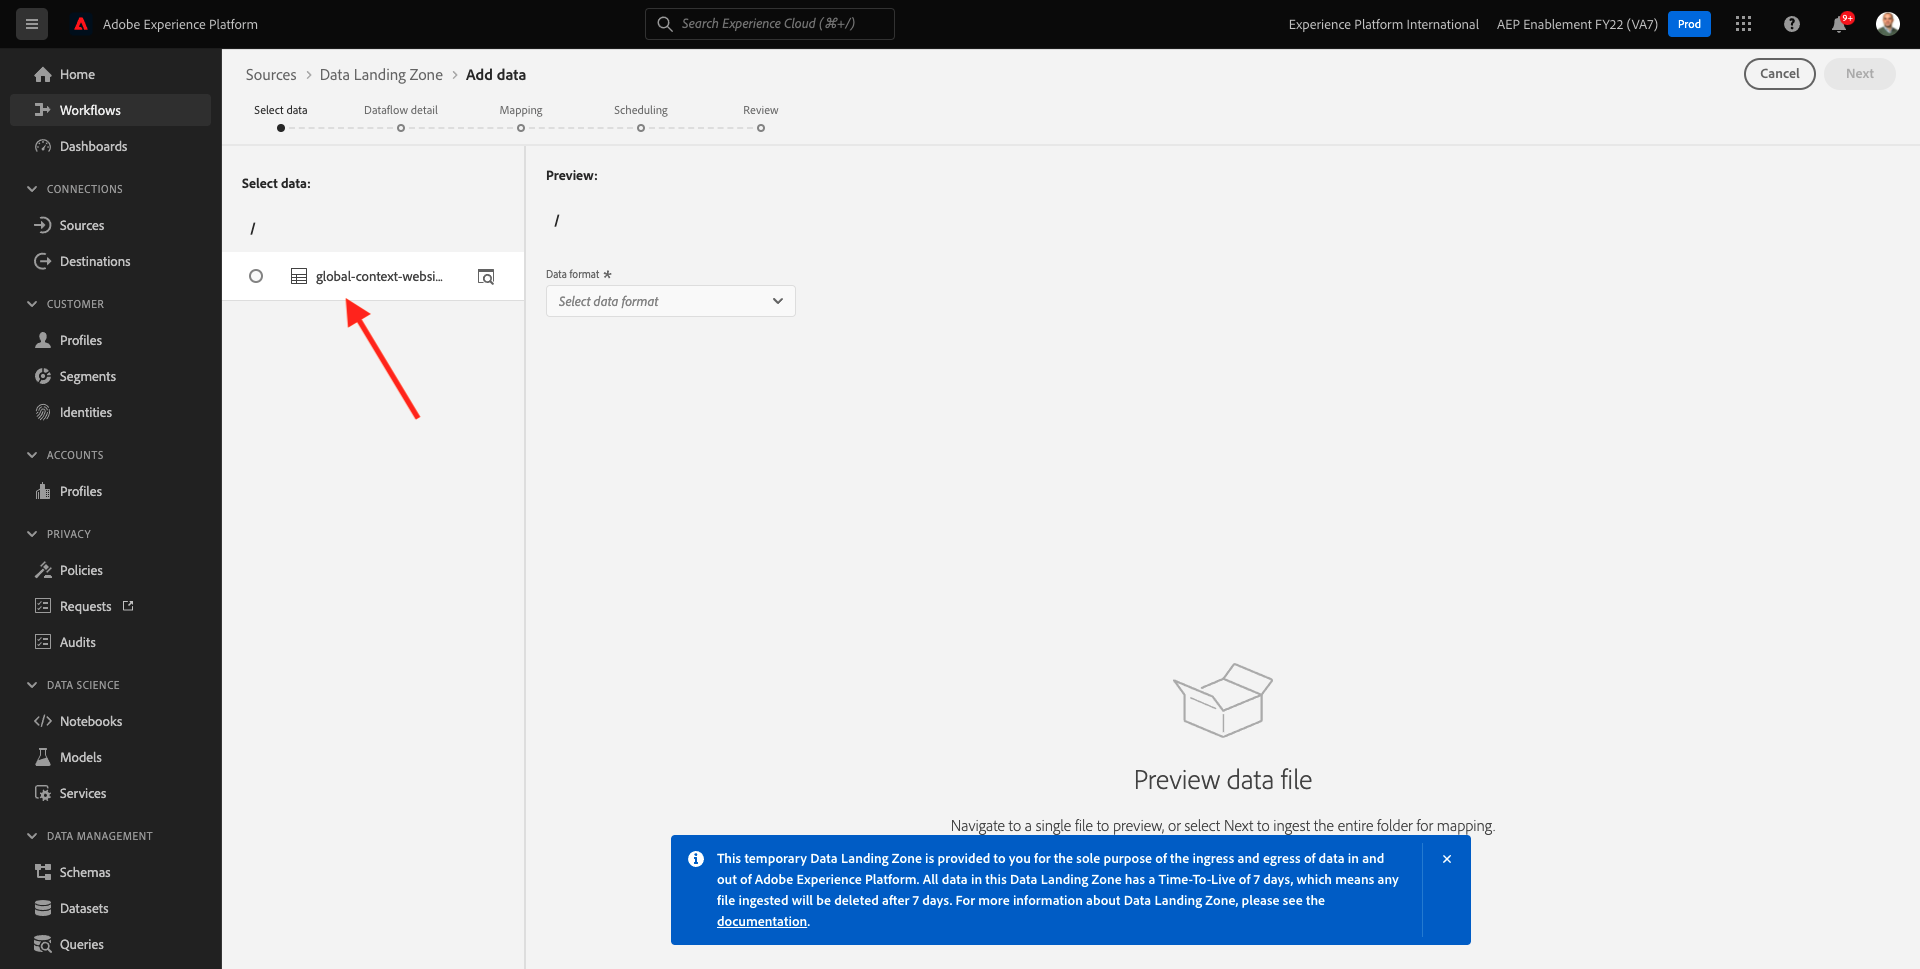 Adobe Experience Platform
Search Experience Cloud (⌘+/)
Experience Platform International
AEP Enablement FY22 (VA7)
Prod
9+
Home
Workflows
Dashboards
CONNECTIONS
Sources
Destinations
CUSTOMER
Profiles
Segments
Identities
ACCOUNTS
Profiles
PRIVACY
Policies
Requests
Audits
DATA SCIENCE
Notebooks
Models
Services
DATA MANAGEMENT
Schemas
Datasets
Queries
Sources > Data Landing Zone > Add data
Cancel
Next
Select data
Dataflow detail
Mapping
Scheduling
Review
Select data:
/
global-context-websi...
Preview:
/
Data format *
Select data format
Preview data file
Navigate to a single file to preview, or select Next to ingest the entire folder for mapping.
This temporary Data Landing Zone is provided to you for the sole purpose of the ingress and egress of data in and
out of Adobe Experience Platform. All data in this Data Landing Zone has a Time-To-Live of 7 days, which means any
file ingested will be deleted after 7 days. For more information about Data Landing Zone, please see the
documentation.